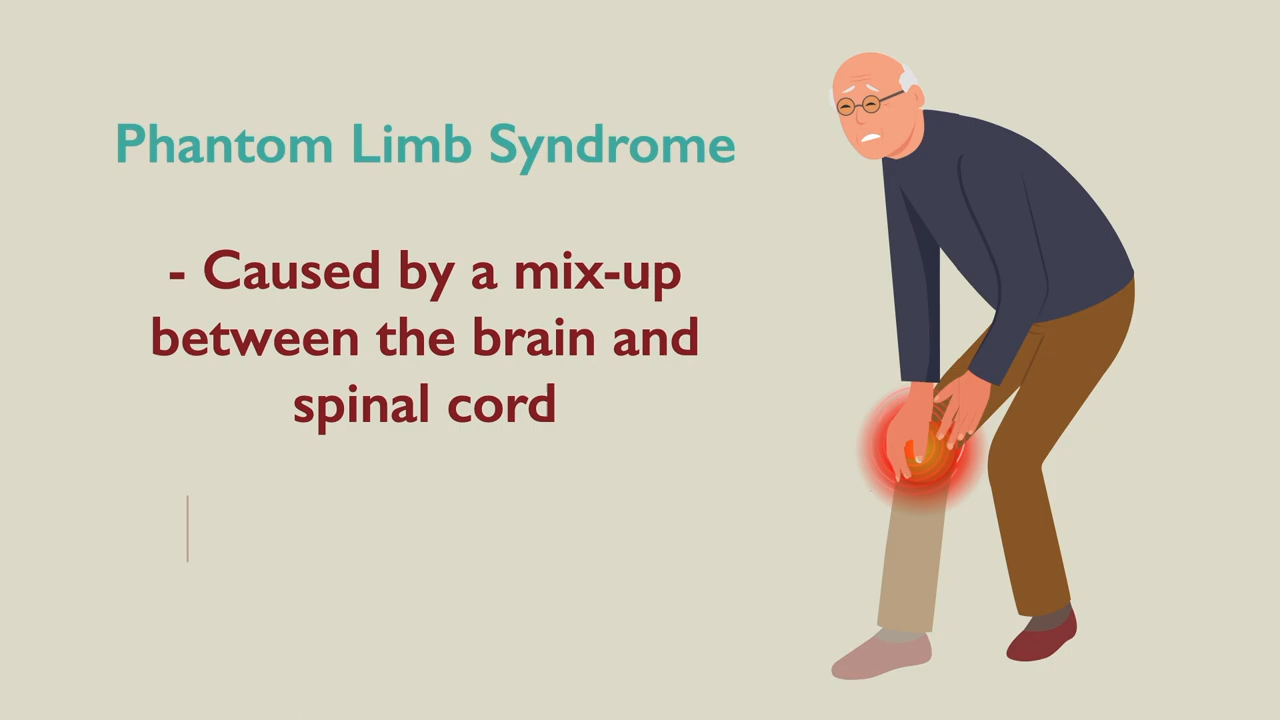 Phantom Limb Syndrome
- Caused by a mix-up
between the brain and
spinal cord